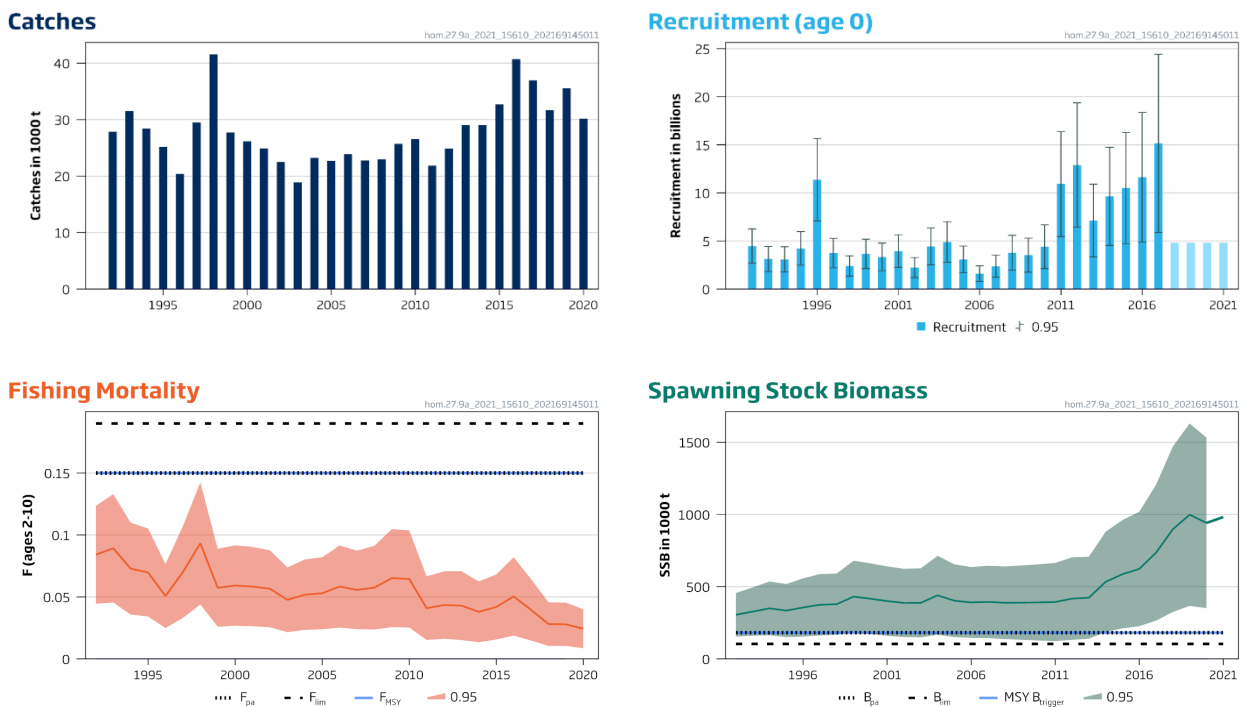 Catches
hom.27.9a_2021_15610_202169145011
Catches in 1000 t
40
30
20
10
0
1995
2000
2005
2010
2015
2020
Recruitment (age 0)
hom.27.9a_2021_15610_202169145011
Recruitment in billions
25
20
15
10
5
0
1996
2001
2006
2011
2016
2021
Recruitment 0.95
Fishing Mortality
hom.27.9a_2021_15610_202169145011
F (ages 2-10)
0.15
0.1
0.05
0
1995
2000
2005
2010
2015
2020
Fpa Flim FMSY 0.95
Spawning Stock Biomass
hom.27.9a_2021_15610_202169145011
SSB in 1000 t
1500
1000
500
0
1996
2001
2006
2011
2016
2021
Bpa Blim MSY Btrigger 0.95